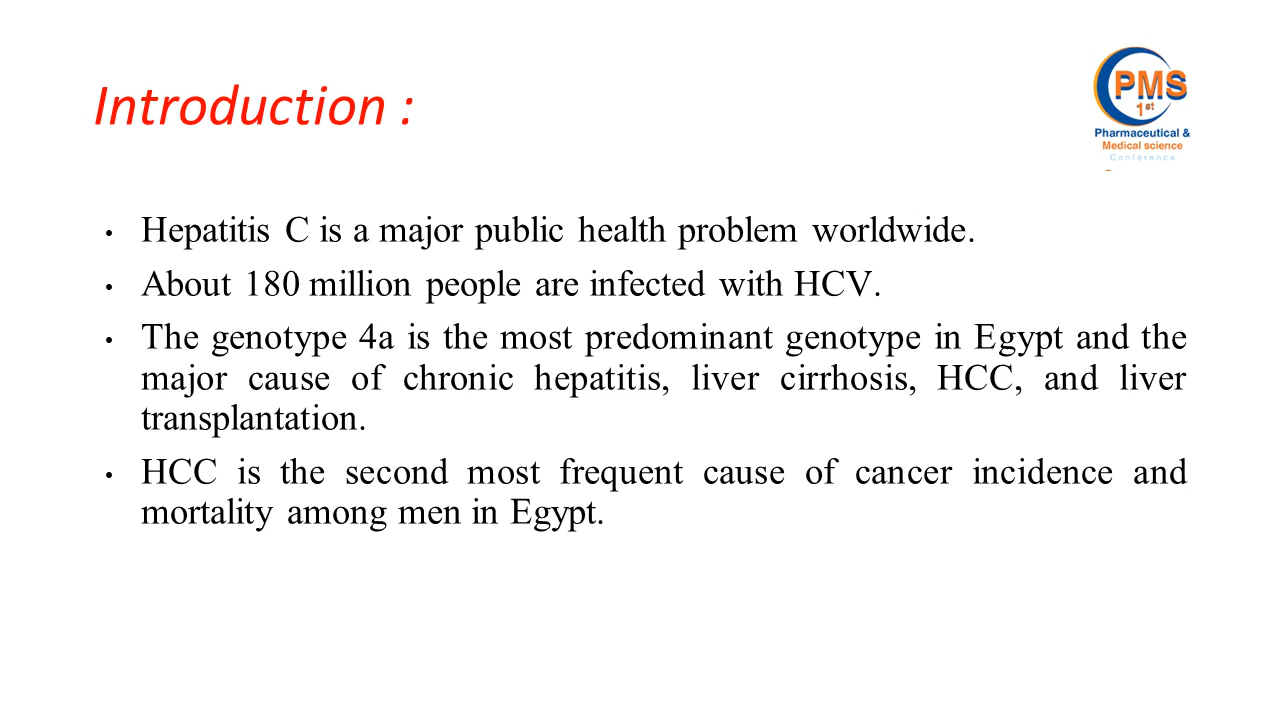 Introduction :
PMS
1st
Pharmaceutical &
Medical science
Conference
• Hepatitis C is a major public health problem worldwide.
• About 180 million people are infected with HCV.
• The genotype 4a is the most predominant genotype in Egypt and the
major cause of chronic hepatitis, liver cirrhosis, HCC, and liver
transplantation.
• HCC is the second most frequent cause of cancer incidence and
mortality among men in Egypt.